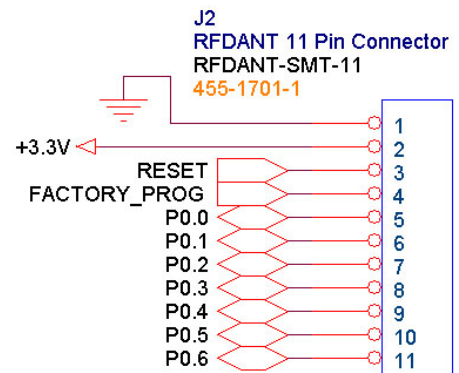 J2
RFDANT 11 Pin Connector
RFDANT-SMT-11
455-1701-1
1
+3.3V 2
RESET 3
FACTORY_PROG 4
P0.0 5
P0.1 6
P0.2 7
P0.3 8
P0.4 9
P0.5 10
P0.6 11